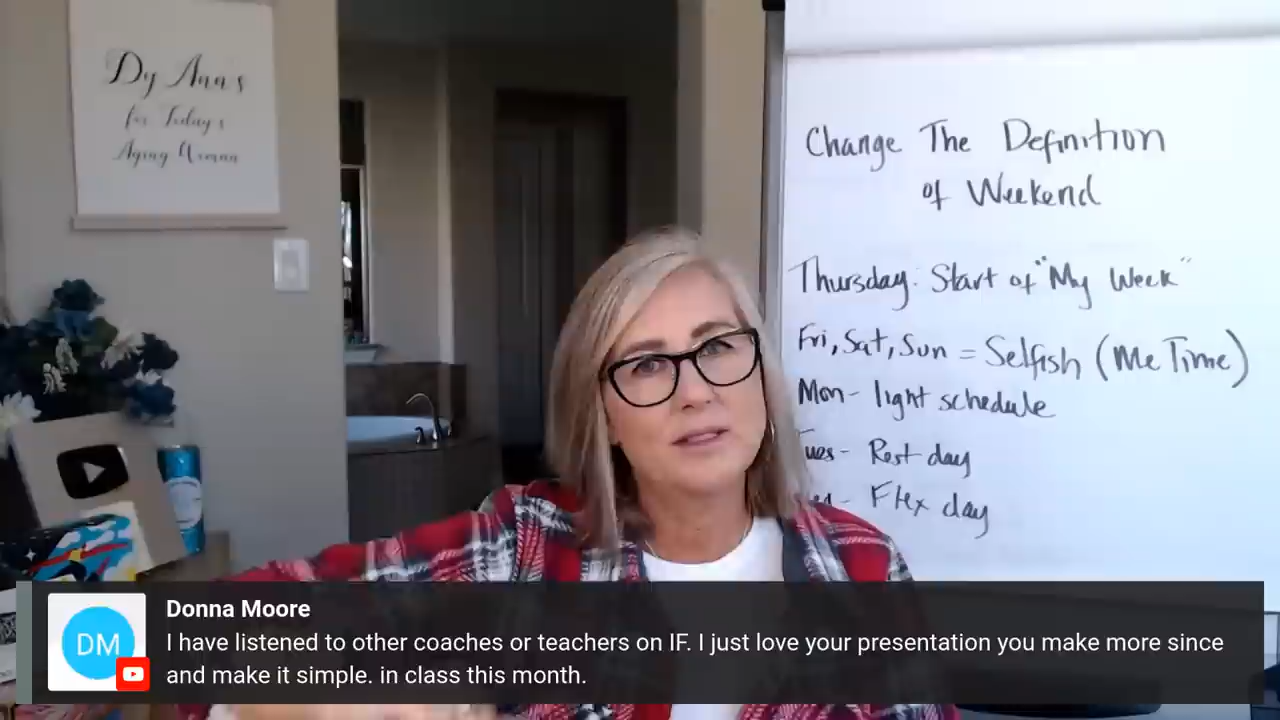 Dy Ann's
for Today's
Aging Woman
Change The Definition
of Weekend
Thursday: Start of "My Week"
Fri, Sat, Sun = Selfish (Me Time)
Mon - light schedule
Tues - Rest day
- Flex day
DM
Donna Moore
I have listened to other coaches or teachers on IF. I just love your presentation you make more since
and make it simple. in class this month.